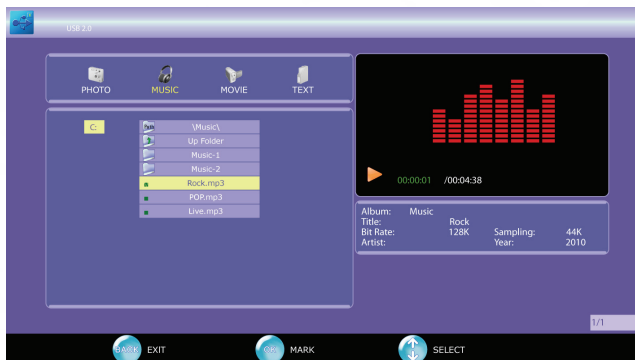 USB 2.0
PHOTO MUSIC MOVIE TEXT
C:
\Music\
Up Folder
Music-1
Music-2
Rock.mp3
POP.mp3
Live.mp3
00:00:01 /00:04:38
Album: Music
Title: Rock
Bit Rate: 128K Sampling: 44K
Artist: Year: 2010
1/1
BACK EXIT OK MARK SELECT